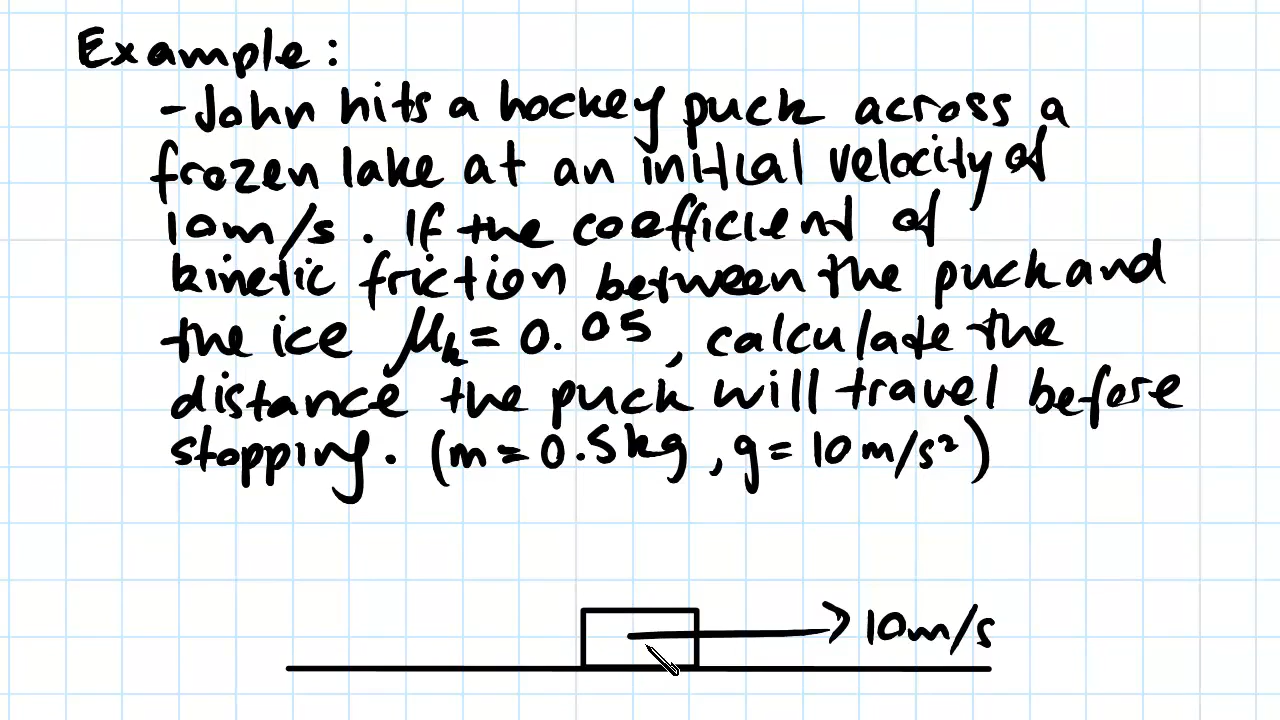 Example:
-John hits a hockey puck across a
frozen lake at an initial velocity of
10m/s. If the coefficient of
kinetic friction between the puck and
the ice μk = 0.05, calculate the
distance the puck will travel before
stopping. (m = 0.5kg, g = 10m/s²)
10m/s